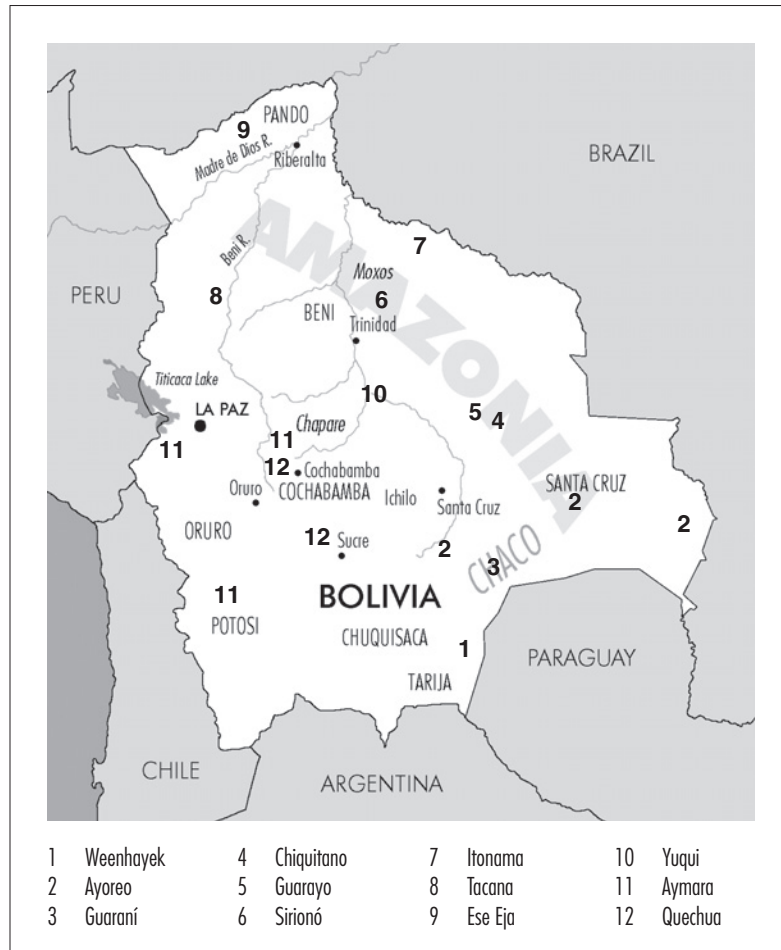 PANDO
9
Madre de Dios R.
Riberalta
BRAZIL
AMAZONIA
7
Beni R.
Moxos
PERU
8
6
BENI
Trinidad
Titicaca Lake
10
LA PAZ
5
4
Chapare
11
11
12
Cochabamba
SANTA CRUZ
Oruro
COCHABAMBA
Ichilo
2
Santa Cruz
2
ORURO
12
Sucre
2
CHACO
3
11
BOLIVIA
POTOSI
CHUQUISACA
1
PARAGUAY
TARIJA
CHILE
ARGENTINA
1 Weenhayek 4 Chiquitano 7 Itonama 10 Yuqui
2 Ayoreo 5 Guarayo 8 Tacana 11 Aymara
3 Guaraní 6 Sirionó 9 Ese Eja 12 Quechua